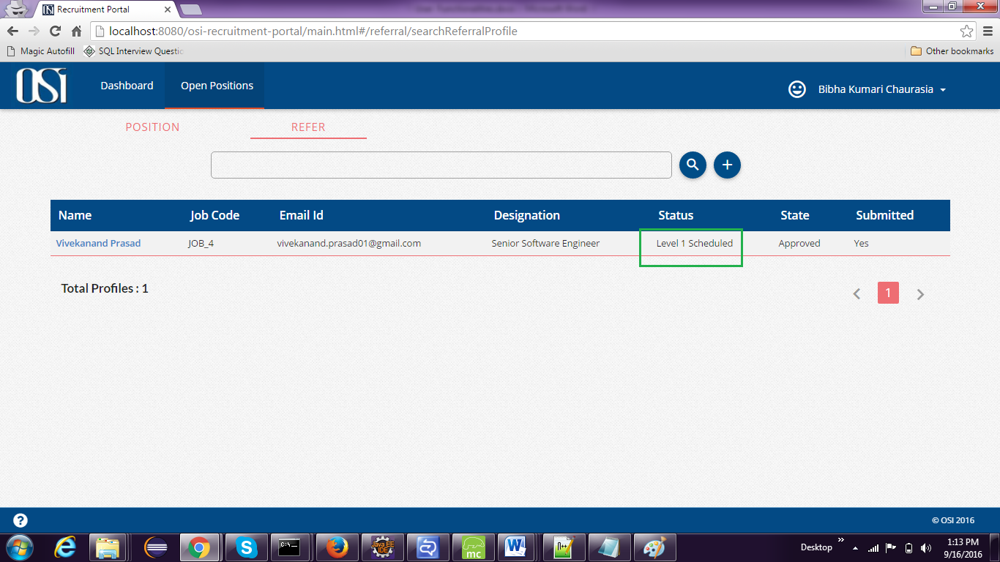 Recruitment Portal
localhost:8080/osi-recruitment-portal/main.html#/referral/searchReferralProfile
Magic Autofill SQL Interview Questic Other bookmarks
OSi Dashboard Open Positions Bibha Kumari Chaurasia
POSITION REFER
Name Job Code Email Id Designation Status State Submitted
Vivekanand Prasad JOB_4 vivekanand.prasad01@gmail.com Senior Software Engineer Level 1 Scheduled Approved Yes
Total Profiles : 1
1
© OSI 2016
Desktop 1:13 PM
9/16/2016